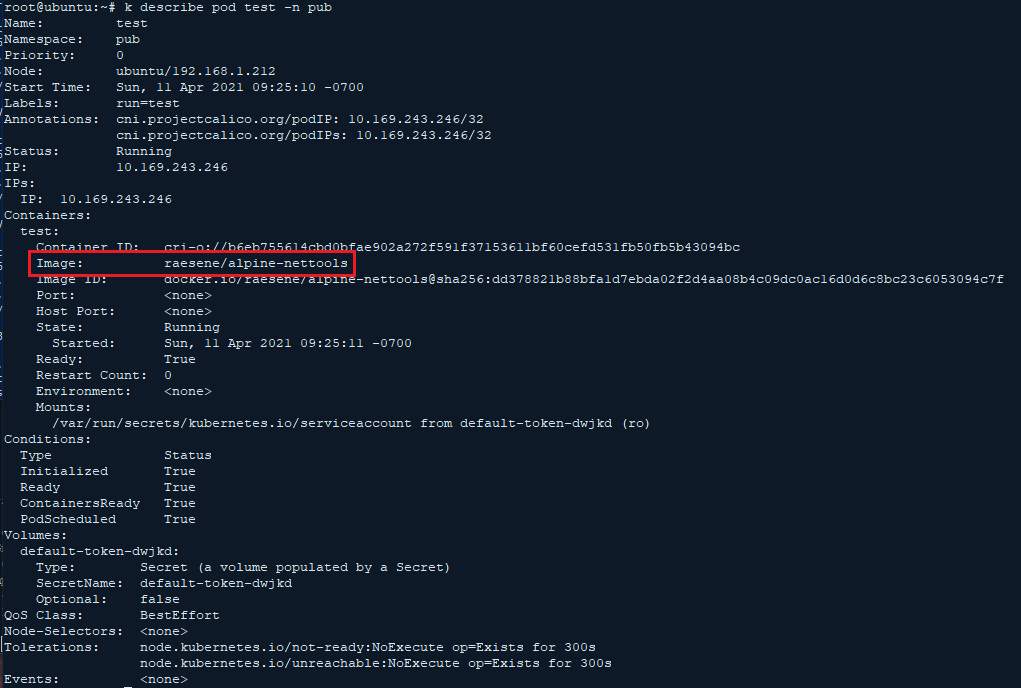 root@ubuntu:~# k describe pod test -n pub
Name:         test
Namespace:    pub
Priority:     0
Node:         ubuntu/192.168.1.212
Start Time:   Sun, 11 Apr 2021 09:25:10 -0700
Labels:       run=test
Annotations:  cni.projectcalico.org/podIP: 10.169.243.246/32
              cni.projectcalico.org/podIPs: 10.169.243.246/32
Status:       Running
IP:           10.169.243.246
IPs:
  IP:  10.169.243.246
Containers:
  test:
    Container ID:   cri-o://b6eb755614cbd0bfae902a272f591f37153611bf60cefd531fb50fb5b43094bc
    Image:          raesene/alpine-nettools
    Image ID:       docker.io/raesene/alpine-nettools@sha256:dd378821b88bfa1d7ebda02f2d4aa08b4c09dc0ac16d0d6c8bc23c6053094c7f
    Port:           <none>
    Host Port:      <none>
    State:          Running
      Started:      Sun, 11 Apr 2021 09:25:11 -0700
    Ready:          True
    Restart Count:  0
    Environment:    <none>
    Mounts:
      /var/run/secrets/kubernetes.io/serviceaccount from default-token-dwjkd (ro)
Conditions:
  Type              Status
  Initialized       True
  Ready             True
  ContainersReady   True
  PodScheduled      True
Volumes:
  default-token-dwjkd:
    Type:        Secret (a volume populated by a Secret)
    SecretName:  default-token-dwjkd
    Optional:    false
QoS Class:       BestEffort
Node-Selectors:  <none>
Tolerations:     node.kubernetes.io/not-ready:NoExecute op=Exists for 300s
                 node.kubernetes.io/unreachable:NoExecute op=Exists for 300s
Events:          <none>